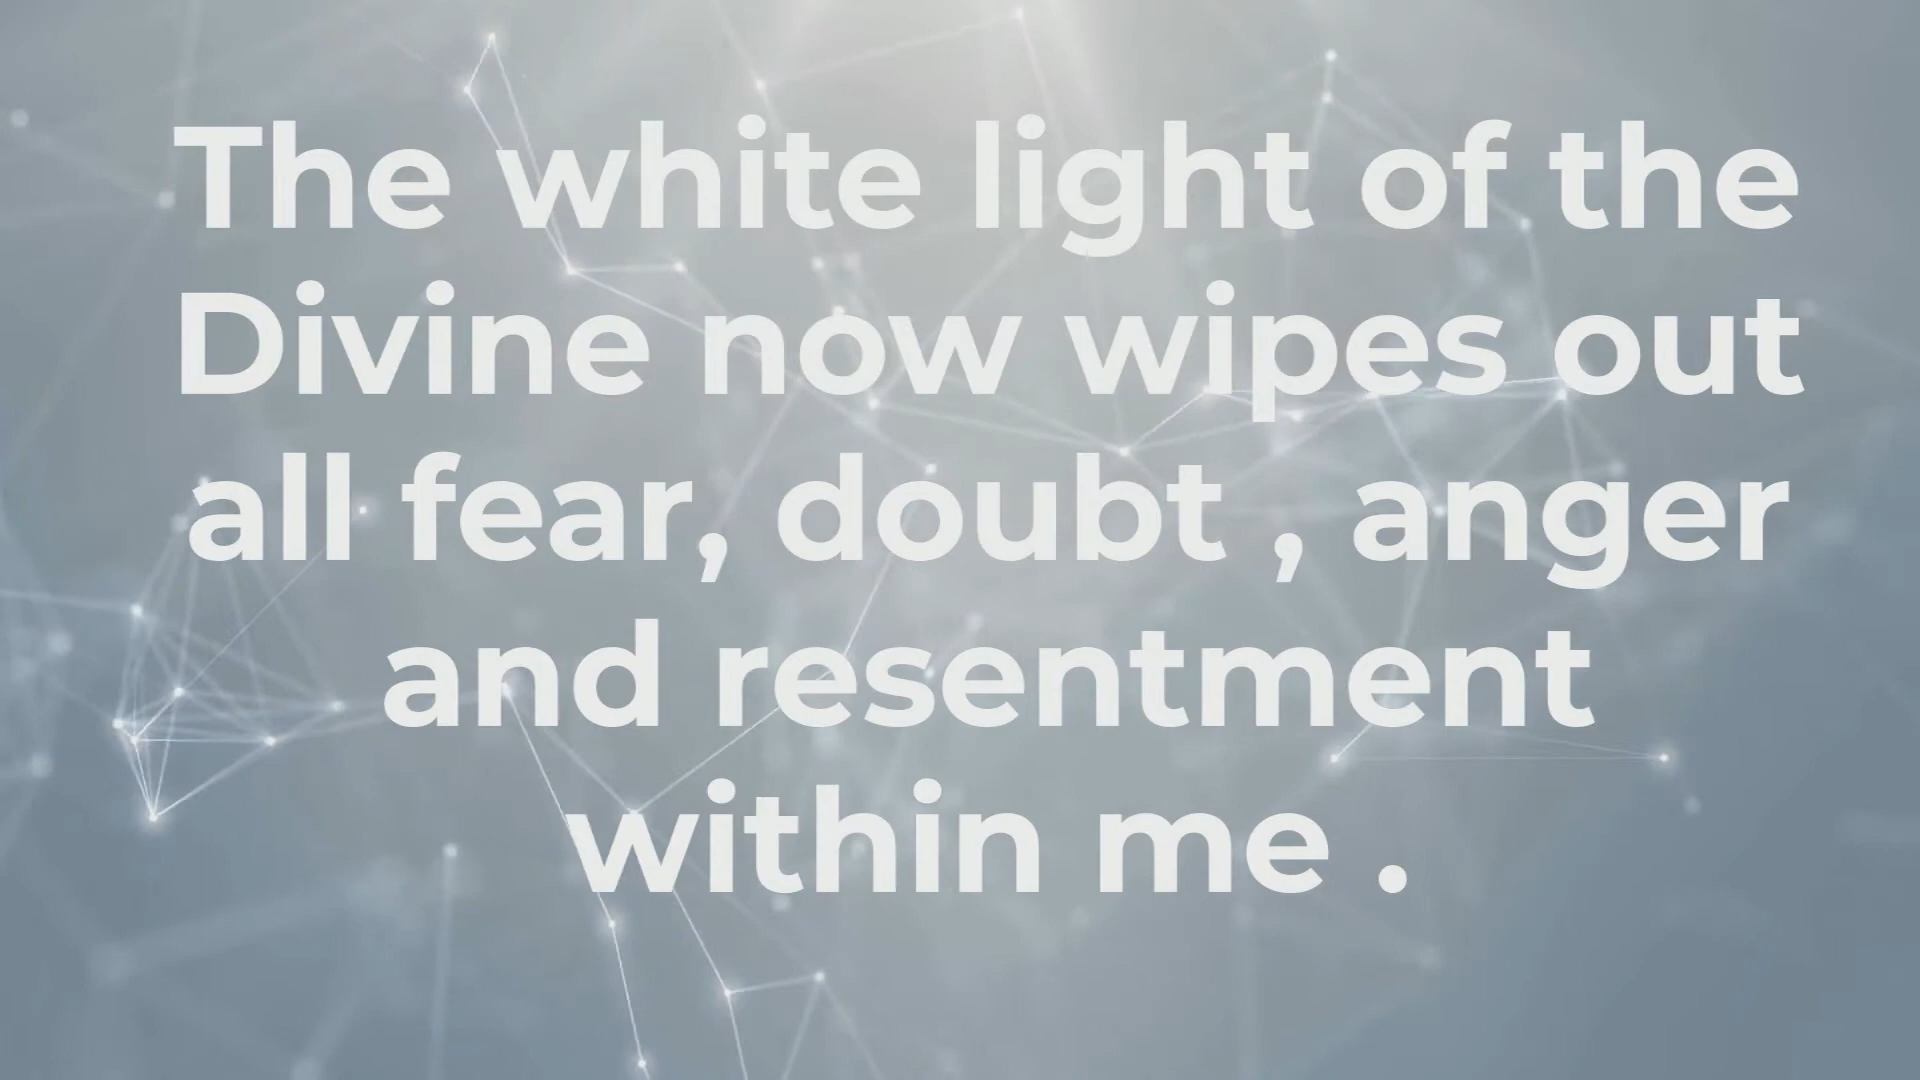 The white light of the
Divine now wipes out
all fear, doubt , anger
and resentment
within me .